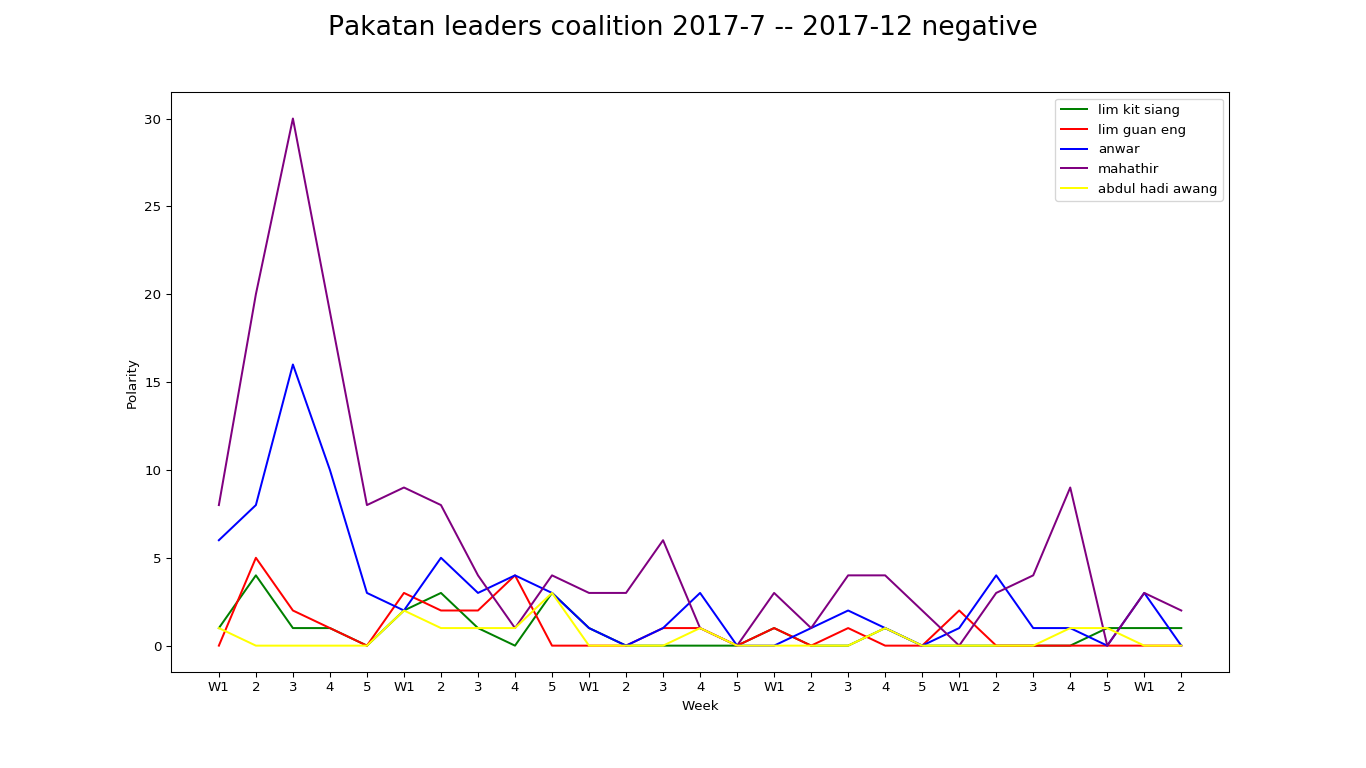 Pakatan leaders coalition 2017-7 -- 2017-12 negative
lim kit siang
lim guan eng
anwar
mahathir
abdul hadi awang
30
25
20
15
10
5
0
Polarity
W1 2 3 4 5 W1 2 3 4 5 W1 2 3 4 5 W1 2 3 4 5 W1 2 3 4 5 W1 2
Week